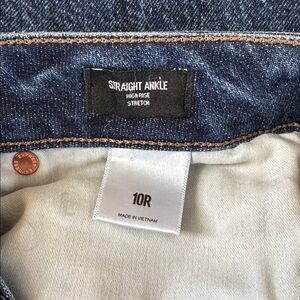 STRAIGHT ANKLE
HIGH RISE
STRETCH
10R
MADE IN VIETNAM